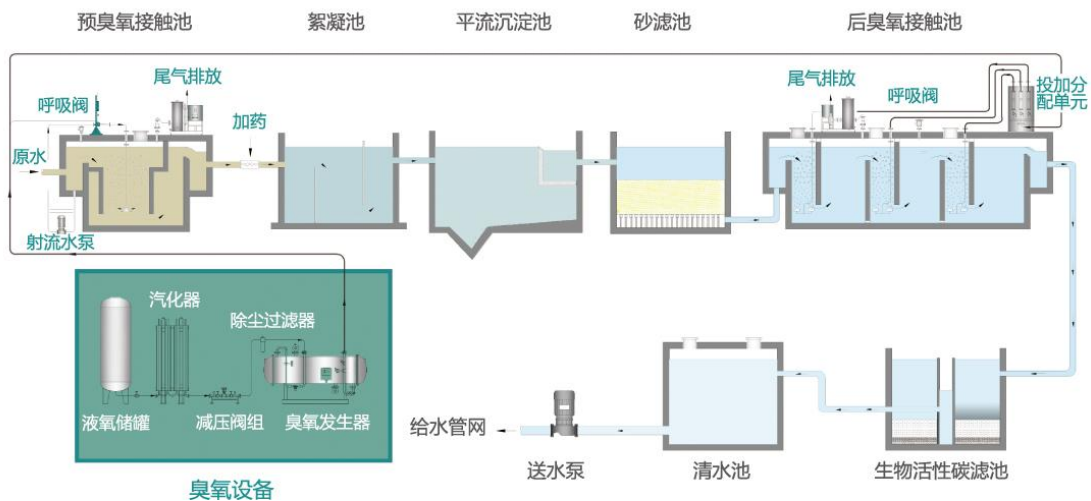 预臭氧接触池
絮凝池
平流沉淀池
砂滤池
后臭氧接触池
尾气排放
呼吸阀
加药
原水
射流水泵
尾气排放
呼吸阀
投加分
配单元
汽化器
除尘过滤器
液氧储罐
减压阀组
臭氧发生器
臭氧设备
给水管网
送水泵
清水池
生物活性碳滤池